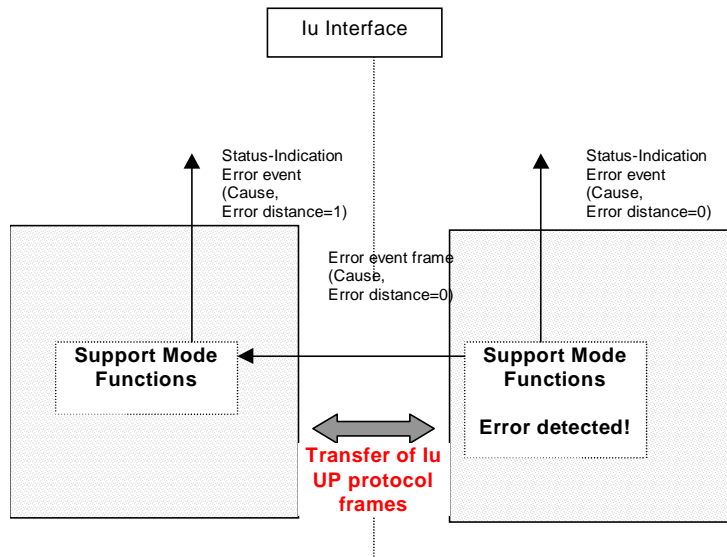 Iu Interface
Status-Indication
Error event
(Cause,
Error distance=1)
Status-Indication
Error event
(Cause,
Error distance=0)
Error event frame
(Cause,
Error distance=0)
Support Mode
Functions
Support Mode
Functions
Error detected!
Transfer of Iu
UP protocol
frames